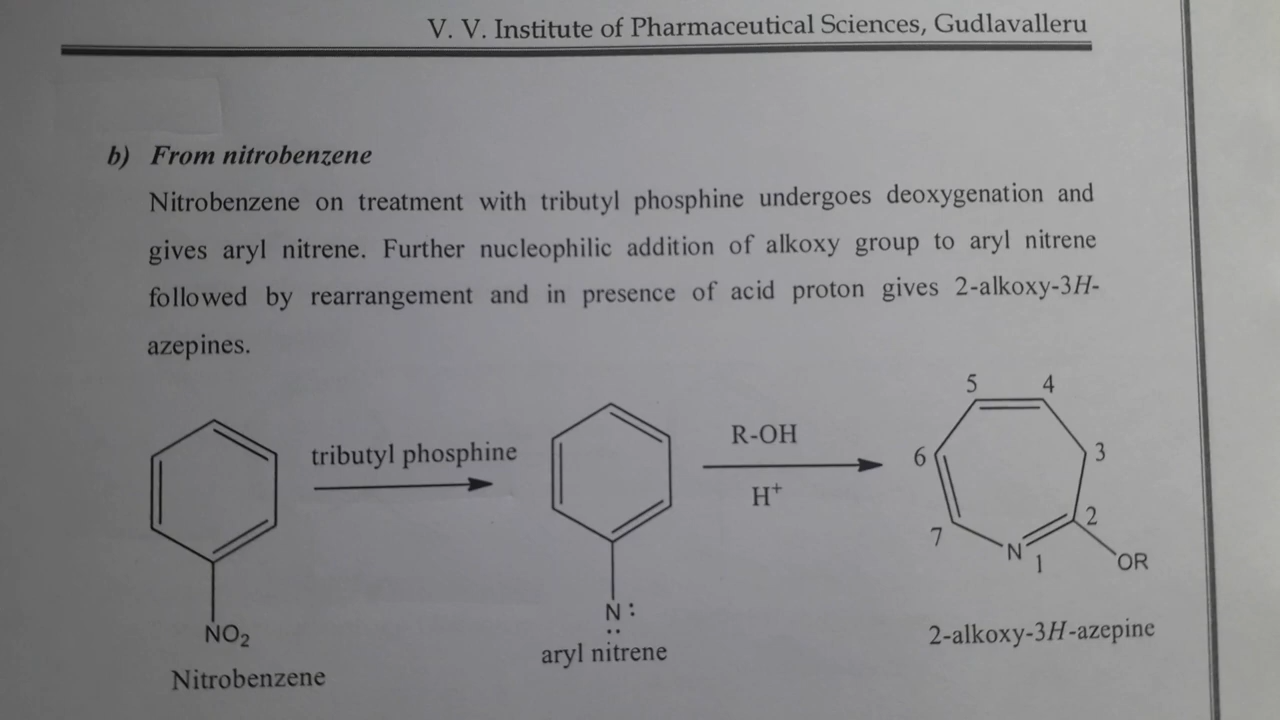 V. V. Institute of Pharmaceutical Sciences, Gudlavalleru
b) From nitrobenzene
Nitrobenzene on treatment with tributyl phosphine undergoes deoxygenation and
gives aryl nitrene. Further nucleophilic addition of alkoxy group to aryl nitrene
followed by rearrangement and in presence of acid proton gives 2-alkoxy-3H-
azepines.
5 4
tributyl phosphine
R-OH
6 3
H⁺
7 2
N 1
OR
NO₂
N:
..
Nitrobenzene
aryl nitrene
2-alkoxy-3H-azepine